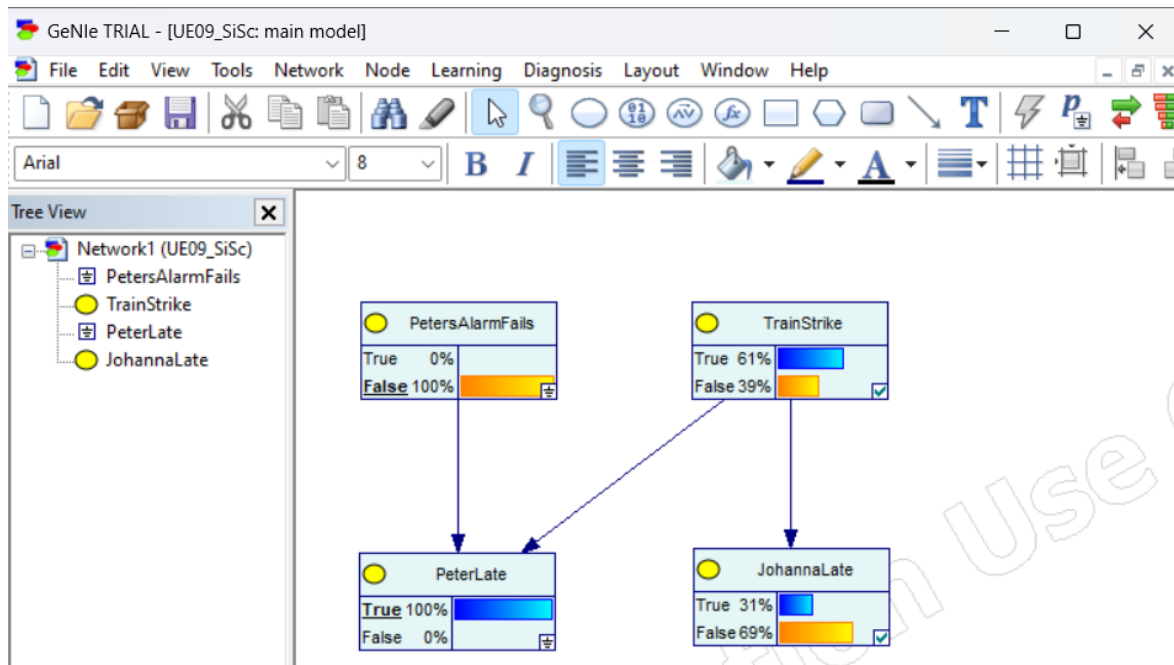 GeNIe TRIAL - [UE09_SiSc: main model]
File Edit View Tools Network Node Learning Diagnosis Layout Window Help
Arial 8 B I A
Tree View
Network1 (UE09_SiSc)
PetersAlarmFails
TrainStrike
PeterLate
JohannaLate
PetersAlarmFails
True 0%
False 100%
TrainStrike
True 61%
False 39%
PeterLate
True 100%
False 0%
JohannaLate
True 31%
False 69%
Use